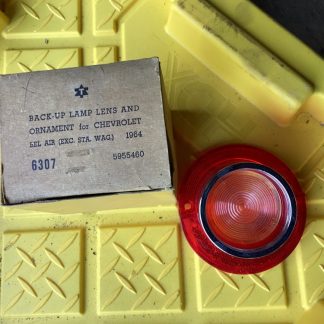 BACK-UP LAMP LENS AND
ORNAMENT for CHEVROLET
BEL AIR (EXC. STA. WAG) 1964
6307 5955460